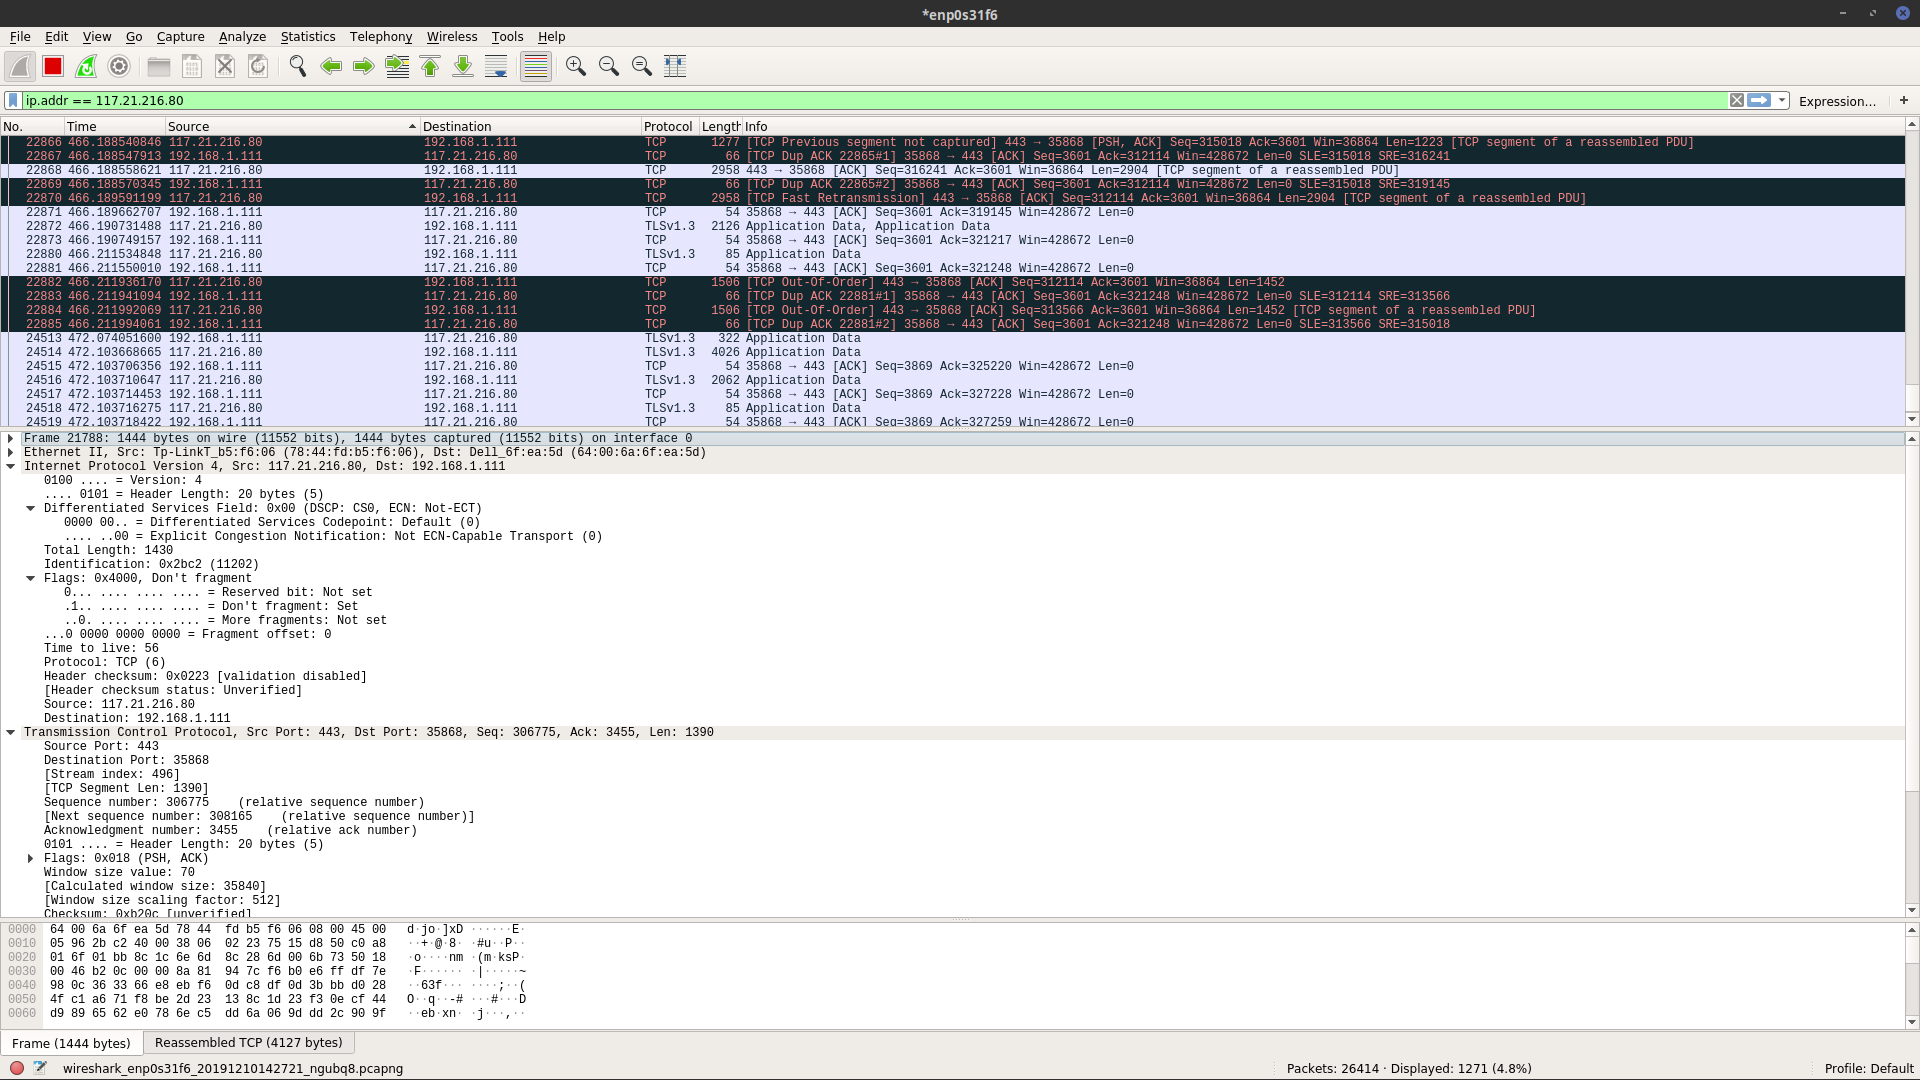 *enp0s31f6
File Edit View Go Capture Analyze Statistics Telephony Wireless Tools Help
ip.addr == 117.21.216.80 Expression… +
No. Time Source Destination Protocol Length Info
22866 466.188540846 117.21.216.80 192.168.1.111 TCP 1277 [TCP Previous segment not captured] 443 → 35868 [PSH, ACK] Seq=315018 Ack=3601 Win=36864 Len=1223 [TCP segment of a reassembled PDU]
22867 466.188547913 192.168.1.111 117.21.216.80 TCP 66 [TCP Dup ACK 22865#1] 35868 → 443 [ACK] Seq=3601 Ack=312114 Win=428672 Len=0 SLE=315018 SRE=316241
22868 466.188558621 117.21.216.80 192.168.1.111 TCP 2958 443 → 35868 [ACK] Seq=316241 Ack=3601 Win=36864 Len=2904 [TCP segment of a reassembled PDU]
22869 466.188570345 192.168.1.111 117.21.216.80 TCP 66 [TCP Dup ACK 22865#2] 35868 → 443 [ACK] Seq=3601 Ack=312114 Win=428672 Len=0 SLE=315018 SRE=319145
22870 466.189591199 117.21.216.80 192.168.1.111 TCP 2958 [TCP Fast Retransmission] 443 → 35868 [ACK] Seq=312114 Ack=3601 Win=36864 Len=2904 [TCP segment of a reassembled PDU]
22871 466.189662707 192.168.1.111 117.21.216.80 TCP 54 35868 → 443 [ACK] Seq=3601 Ack=319145 Win=428672 Len=0
22872 466.190731488 117.21.216.80 192.168.1.111 TLSv1.3 2126 Application Data, Application Data
22873 466.190749157 192.168.1.111 117.21.216.80 TCP 54 35868 → 443 [ACK] Seq=3601 Ack=321217 Win=428672 Len=0
22880 466.211534848 117.21.216.80 192.168.1.111 TLSv1.3 85 Application Data
22881 466.211550010 192.168.1.111 117.21.216.80 TCP 54 35868 → 443 [ACK] Seq=3601 Ack=321248 Win=428672 Len=0
22882 466.211936170 117.21.216.80 192.168.1.111 TCP 1506 [TCP Out-Of-Order] 443 → 35868 [ACK] Seq=312114 Ack=3601 Win=36864 Len=1452
22883 466.211941094 192.168.1.111 117.21.216.80 TCP 66 [TCP Dup ACK 22881#1] 35868 → 443 [ACK] Seq=3601 Ack=321248 Win=428672 Len=0 SLE=312114 SRE=313566
22884 466.211992069 117.21.216.80 192.168.1.111 TCP 1506 [TCP Out-Of-Order] 443 → 35868 [ACK] Seq=313566 Ack=3601 Win=36864 Len=1452 [TCP segment of a reassembled PDU]
22885 466.211994061 192.168.1.111 117.21.216.80 TCP 66 [TCP Dup ACK 22881#2] 35868 → 443 [ACK] Seq=3601 Ack=321248 Win=428672 Len=0 SLE=313566 SRE=315018
24513 472.074051600 192.168.1.111 117.21.216.80 TLSv1.3 322 Application Data
24514 472.103668665 117.21.216.80 192.168.1.111 TLSv1.3 4026 Application Data
24515 472.103706356 192.168.1.111 117.21.216.80 TCP 54 35868 → 443 [ACK] Seq=3869 Ack=325220 Win=428672 Len=0
24516 472.103710647 117.21.216.80 192.168.1.111 TLSv1.3 2062 Application Data
24517 472.103714453 192.168.1.111 117.21.216.80 TCP 54 35868 → 443 [ACK] Seq=3869 Ack=327228 Win=428672 Len=0
24518 472.103716275 117.21.216.80 192.168.1.111 TLSv1.3 85 Application Data
24519 472.103718422 192.168.1.111 117.21.216.80 TCP 54 35868 → 443 [ACK] Seq=3869 Ack=327259 Win=428672 Len=0
Frame 21788: 1444 bytes on wire (11552 bits), 1444 bytes captured (11552 bits) on interface 0
Ethernet II, Src: Tp-LinkT_b5:f6:06 (78:44:fd:b5:f6:06), Dst: Dell_6f:ea:5d (64:00:6a:6f:ea:5d)
Internet Protocol Version 4, Src: 117.21.216.80, Dst: 192.168.1.111
0100 .... = Version: 4
.... 0101 = Header Length: 20 bytes (5)
Differentiated Services Field: 0x00 (DSCP: CS0, ECN: Not-ECT)
0000 00.. = Differentiated Services Codepoint: Default (0)
.... ..00 = Explicit Congestion Notification: Not ECN-Capable Transport (0)
Total Length: 1430
Identification: 0x2bc2 (11202)
Flags: 0x4000, Don't fragment
0... .... .... .... = Reserved bit: Not set
.1.. .... .... .... = Don't fragment: Set
..0. .... .... .... = More fragments: Not set
...0 0000 0000 0000 = Fragment offset: 0
Time to live: 56
Protocol: TCP (6)
Header checksum: 0x0223 [validation disabled]
[Header checksum status: Unverified]
Source: 117.21.216.80
Destination: 192.168.1.111
Transmission Control Protocol, Src Port: 443, Dst Port: 35868, Seq: 306775, Ack: 3455, Len: 1390
Source Port: 443
Destination Port: 35868
[Stream index: 496]
[TCP Segment Len: 1390]
Sequence number: 306775    (relative sequence number)
[Next sequence number: 308165    (relative sequence number)]
Acknowledgment number: 3455    (relative ack number)
0101 .... = Header Length: 20 bytes (5)
Flags: 0x018 (PSH, ACK)
Window size value: 70
[Calculated window size: 35840]
[Window size scaling factor: 512]
Checksum: 0xb20c [unverified]
0000 64 00 6a 6f ea 5d 78 44 fd b5 f6 06 08 00 45 00 d·jo·]xD ······E·
0010 05 96 2b c2 40 00 38 06 02 23 75 15 d8 50 c0 a8 ··+·@·8· ·#u··P··
0020 01 6f 01 bb 8c 1c 6e 6d 8c 28 6d 00 6b 73 50 18 ·o····nm ·(m·ksP·
0030 00 46 b2 0c 00 00 8a 81 94 7c f6 b0 e6 ff df 7e ·F······ ·|·····~
0040 98 0c 36 33 66 e8 eb f6 0d c8 df 0d 3b bb d0 28 ··63f··· ····;··(
0050 4f c1 a6 71 f8 be 2d 23 13 8c 1d 23 f3 0e cf 44 O··q··-# ···#···D
0060 d9 89 65 62 e0 78 6e c5 dd 6a 06 9d dd 2c 90 9f ··eb·xn· ·j···,··
Frame (1444 bytes) Reassembled TCP (4127 bytes)
wireshark_enp0s31f6_20191210142721_ngubq8.pcapng Packets: 26414 · Displayed: 1271 (4.8%) Profile: Default